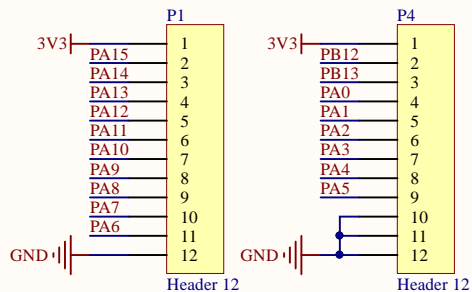 P1
3V3 1
PA15 2
PA14 3
PA13 4
PA12 5
PA11 6
PA10 7
PA9 8
PA8 9
PA7 10
PA6 11
GND 12
Header 12
P4
3V3 1
PB12 2
PB13 3
PA0 4
PA1 5
PA2 6
PA3 7
PA4 8
PA5 9
10
11
GND 12
Header 12